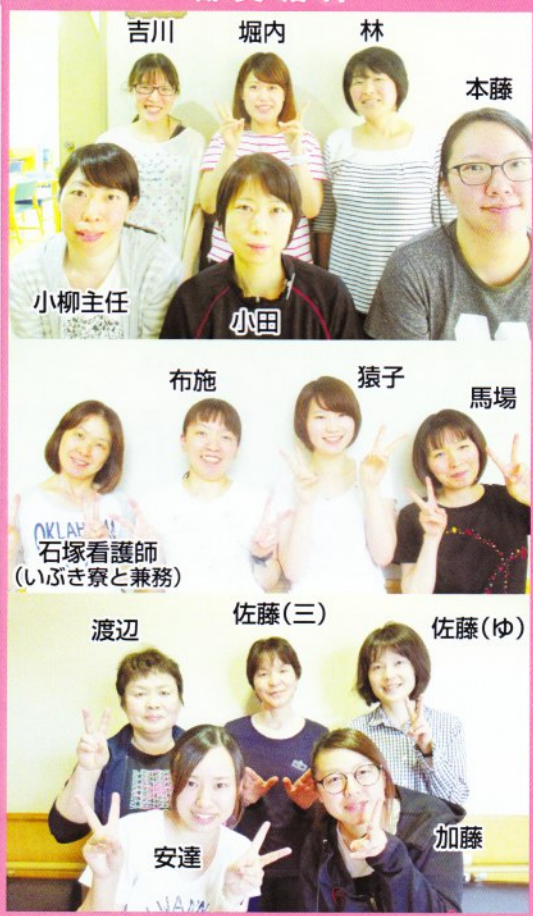 吉川
堀内
林
本藤
小柳主任
小田
布施
猿子
馬場
OKLAH
石塚看護師
(いぶき寮と兼務)
渡辺
佐藤(三)
佐藤(ゆ)
安達
加藤